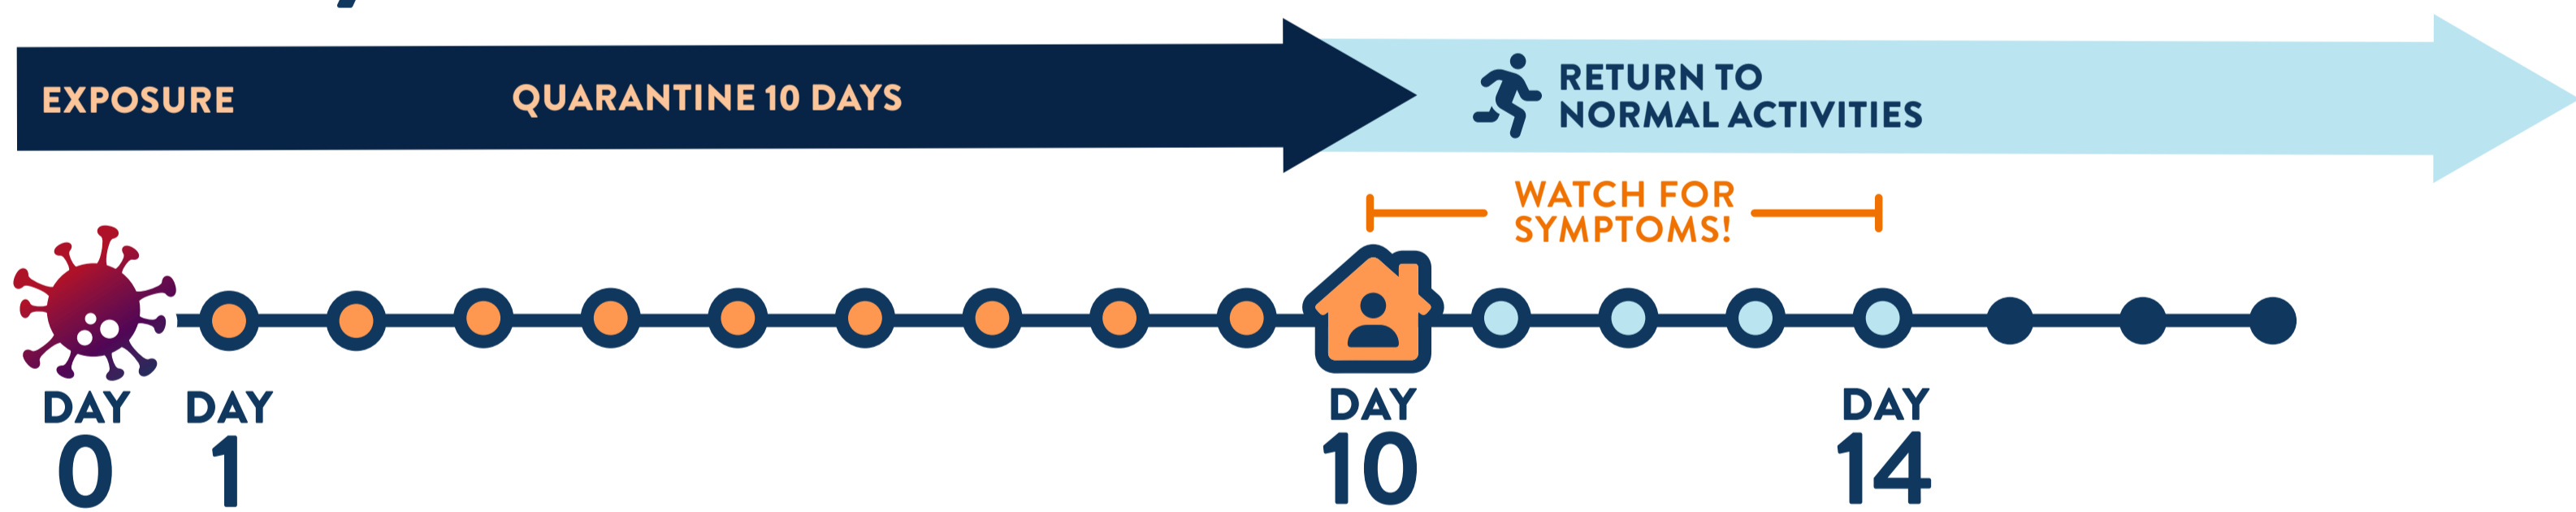 EXPOSURE
QUARANTINE 10 DAYS
RETURN TO
NORMAL ACTIVITIES
WATCH FOR
SYMPTOMS!
DAY
0
DAY
1
DAY
10
DAY
14